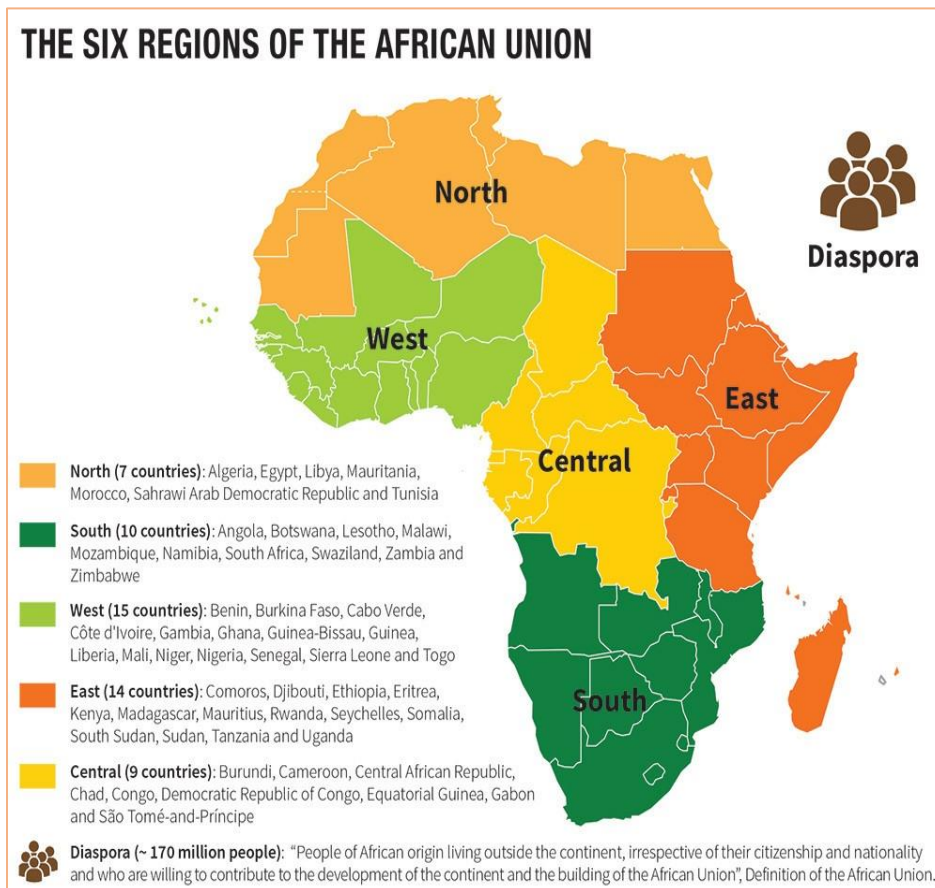 THE SIX REGIONS OF THE AFRICAN UNION
North
Diaspora
West
East
Central
South
North (7 countries): Algeria, Egypt, Libya, Mauritania,
Morocco, Sahrawi Arab Democratic Republic and Tunisia
South (10 countries): Angola, Botswana, Lesotho, Malawi,
Mozambique, Namibia, South Africa, Swaziland, Zambia and
Zimbabwe
West (15 countries): Benin, Burkina Faso, Cabo Verde,
Côte d'Ivoire, Gambia, Ghana, Guinea-Bissau, Guinea,
Liberia, Mali, Niger, Nigeria, Senegal, Sierra Leone and Togo
East (14 countries): Comoros, Djibouti, Ethiopia, Eritrea,
Kenya, Madagascar, Mauritius, Rwanda, Seychelles, Somalia,
South Sudan, Sudan, Tanzania and Uganda
Central (9 countries): Burundi, Cameroon, Central African Republic,
Chad, Congo, Democratic Republic of Congo, Equatorial Guinea, Gabon
and São Tomé-and-Príncipe
Diaspora (~ 170 million people): “People of African origin living outside the continent, irrespective of their citizenship and nationality
and who are willing to contribute to the development of the continent and the building of the African Union”, Definition of the African Union.